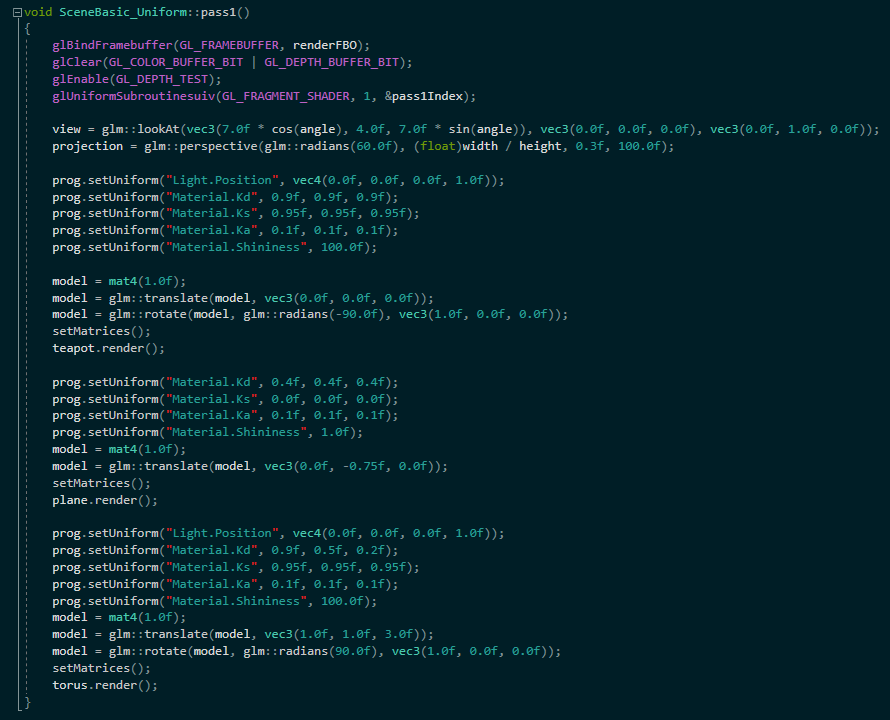 void SceneBasic_Uniform::pass1()
{
    glBindFramebuffer(GL_FRAMEBUFFER, renderFBO);
    glClear(GL_COLOR_BUFFER_BIT | GL_DEPTH_BUFFER_BIT);
    glEnable(GL_DEPTH_TEST);
    glUniformSubroutinesuiv(GL_FRAGMENT_SHADER, 1, &pass1Index);

    view = glm::lookAt(vec3(7.0f * cos(angle), 4.0f, 7.0f * sin(angle)), vec3(0.0f, 0.0f, 0.0f), vec3(0.0f, 1.0f, 0.0f));
    projection = glm::perspective(glm::radians(60.0f), (float)width / height, 0.3f, 100.0f);

    prog.setUniform("Light.Position", vec4(0.0f, 0.0f, 0.0f, 1.0f));
    prog.setUniform("Material.Kd", 0.9f, 0.9f, 0.9f);
    prog.setUniform("Material.Ks", 0.95f, 0.95f, 0.95f);
    prog.setUniform("Material.Ka", 0.1f, 0.1f, 0.1f);
    prog.setUniform("Material.Shininess", 100.0f);

    model = mat4(1.0f);
    model = glm::translate(model, vec3(0.0f, 0.0f, 0.0f));
    model = glm::rotate(model, glm::radians(-90.0f), vec3(1.0f, 0.0f, 0.0f));
    setMatrices();
    teapot.render();

    prog.setUniform("Material.Kd", 0.4f, 0.4f, 0.4f);
    prog.setUniform("Material.Ks", 0.0f, 0.0f, 0.0f);
    prog.setUniform("Material.Ka", 0.1f, 0.1f, 0.1f);
    prog.setUniform("Material.Shininess", 1.0f);
    model = mat4(1.0f);
    model = glm::translate(model, vec3(0.0f, -0.75f, 0.0f));
    setMatrices();
    plane.render();

    prog.setUniform("Light.Position", vec4(0.0f, 0.0f, 0.0f, 1.0f));
    prog.setUniform("Material.Kd", 0.9f, 0.5f, 0.2f);
    prog.setUniform("Material.Ks", 0.95f, 0.95f, 0.95f);
    prog.setUniform("Material.Ka", 0.1f, 0.1f, 0.1f);
    prog.setUniform("Material.Shininess", 100.0f);
    model = mat4(1.0f);
    model = glm::translate(model, vec3(1.0f, 1.0f, 3.0f));
    model = glm::rotate(model, glm::radians(90.0f), vec3(1.0f, 0.0f, 0.0f));
    setMatrices();
    torus.render();
}